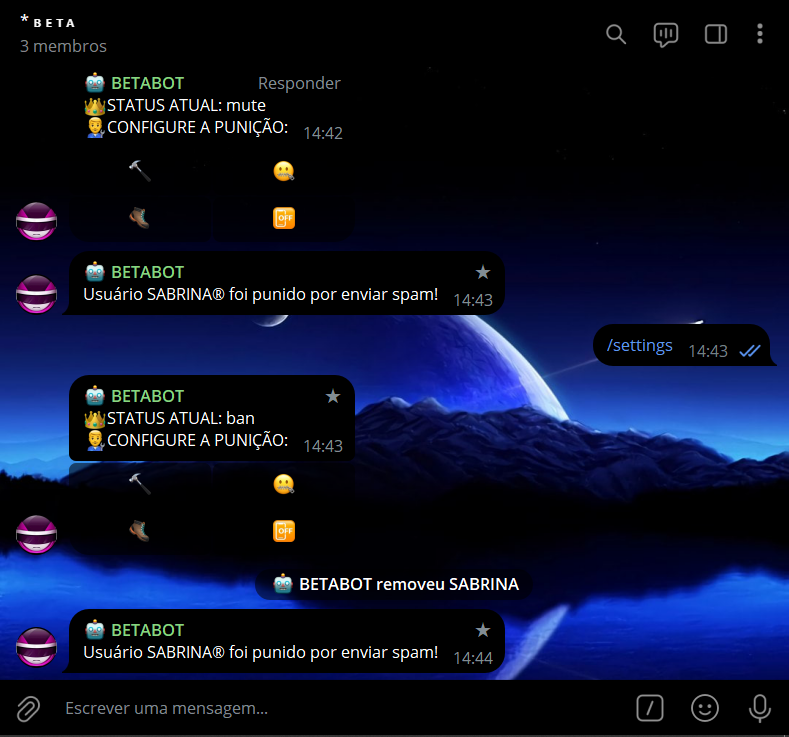 * BETA
3 membros
🤖 BETABOT Responder
👑STATUS ATUAL: mute
👨‍💼CONFIGURE A PUNIÇÃO: 14:42
OFF
🤖 BETABOT ★
Usuário SABRINA® foi punido por enviar spam! 14:43
/settings 14:43
🤖 BETABOT ★
👑STATUS ATUAL: ban
👨‍💼CONFIGURE A PUNIÇÃO: 14:43
OFF
🤖 BETABOT removeu SABRINA
🤖 BETABOT ★
Usuário SABRINA® foi punido por enviar spam! 14:44
Escrever uma mensagem...